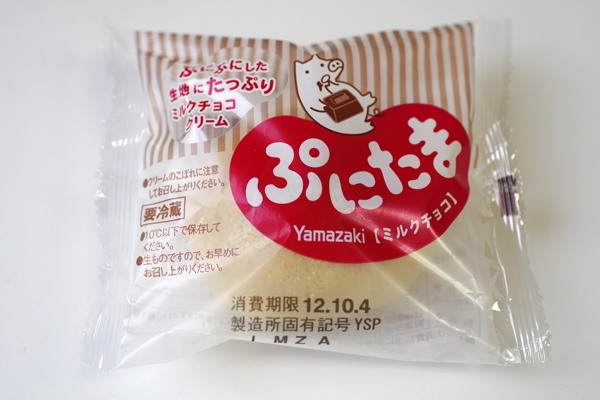 ぷにぷにした
生地にたっぷり
ミルクチョコ
クリーム
ぷにたま
Yamazaki【ミルクチョコ】
●クリームのこぼれに注意
してお召し上がりください。
要冷蔵
●10℃以下で保存して
ください。
●生ものですので、お早めに
お召し上がりください。
消費期限 12.10.4
製造所固有記号 YSP
LMZA